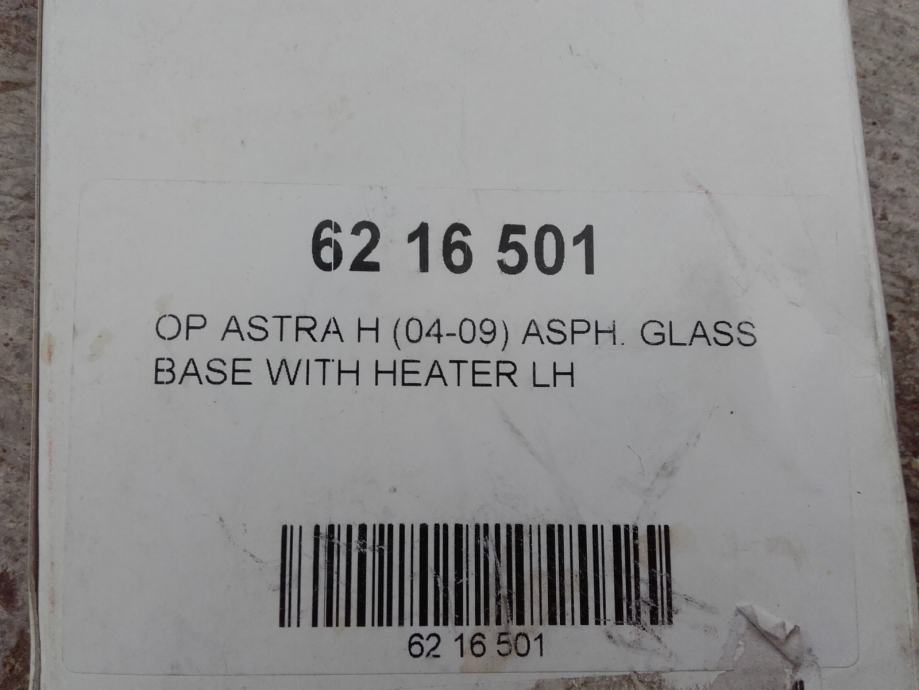 62 16 501
OP ASTRA H (04-09) ASPH. GLASS
BASE WITH HEATER LH
62 16 501